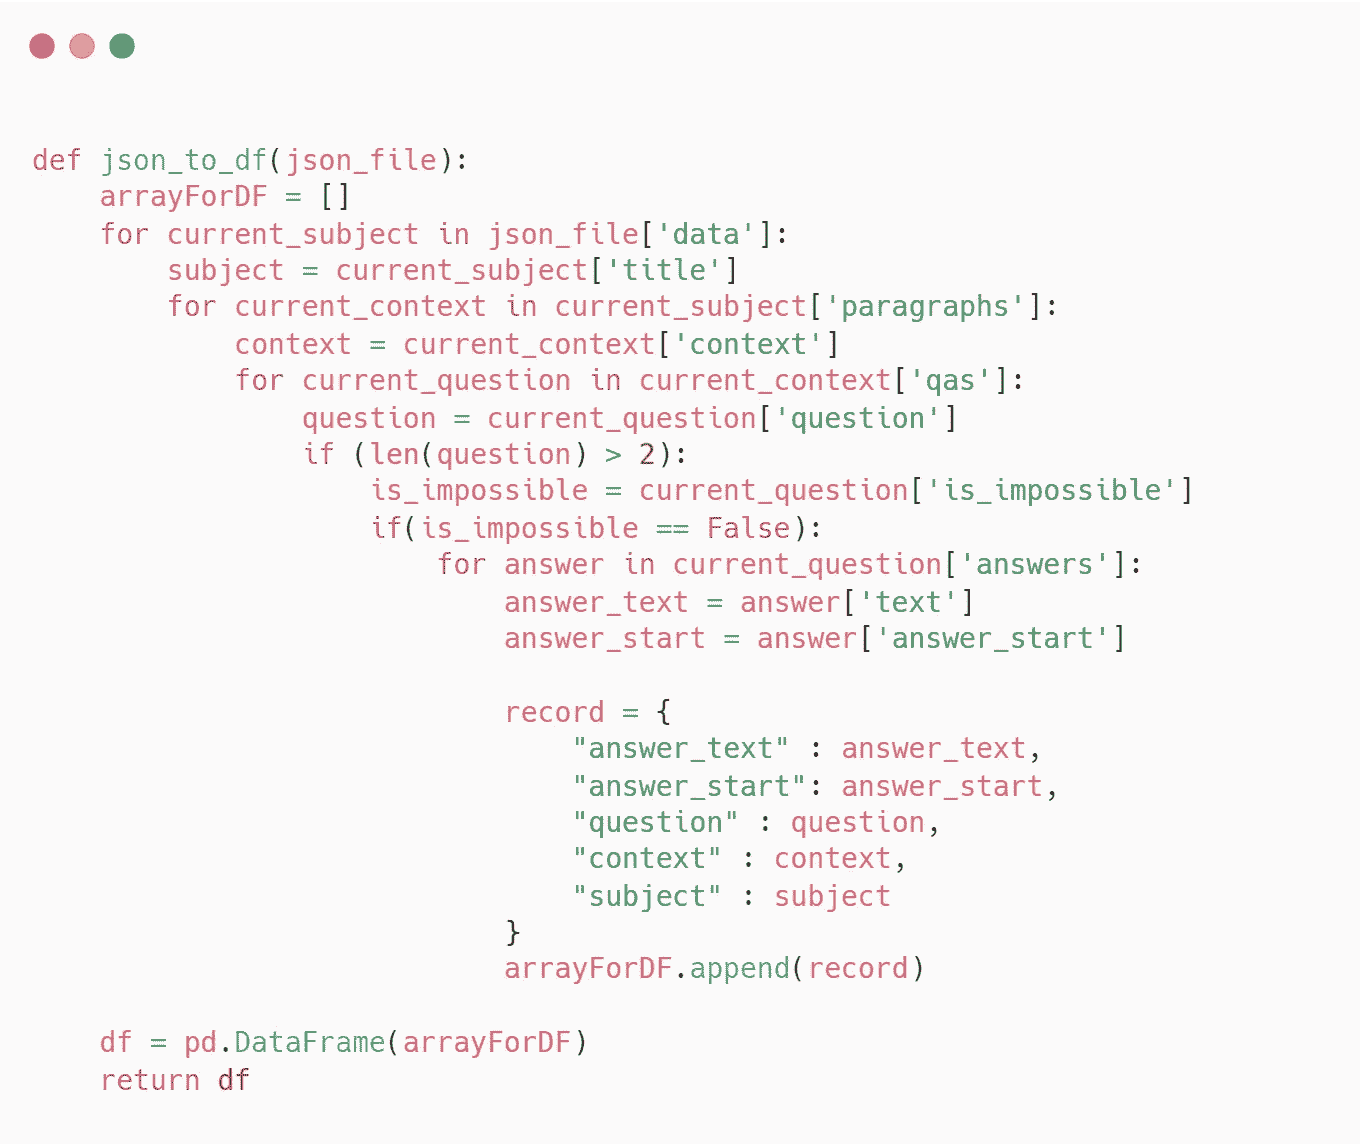 def json_to_df(json_file):
    arrayForDF = []
    for current_subject in json_file['data']:
        subject = current_subject['title']
        for current_context in current_subject['paragraphs']:
            context = current_context['context']
            for current_question in current_context['qas']:
                question = current_question['question']
                if (len(question) > 2):
                    is_impossible = current_question['is_impossible']
                    if(is_impossible == False):
                        for answer in current_question['answers']:
                            answer_text = answer['text']
                            answer_start = answer['answer_start']

                            record = {
                                "answer_text" : answer_text,
                                "answer_start": answer_start,
                                "question" : question,
                                "context" : context,
                                "subject" : subject
                            }
                            arrayForDF.append(record)

    df = pd.DataFrame(arrayForDF)
    return df